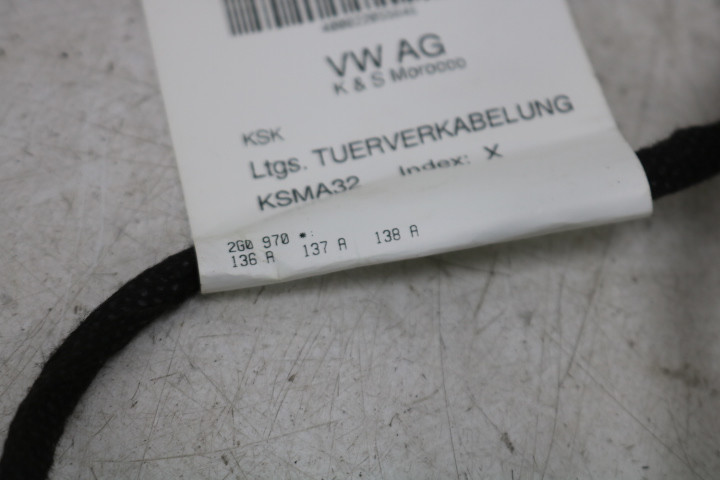 VW AG
K & S Morocco
KSK
Ltgs. TUERVERKABELUNG
KSMA32 Index: X
2G0 970 *:
136 A 137 A 138 A